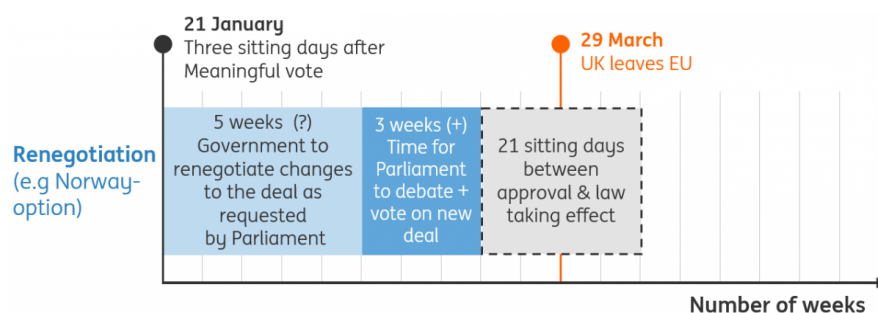 21 January
Three sitting days after
Meaningful vote
29 March
UK leaves EU
Renegotiation
(e.g Norway-
option)
5 weeks  (?)
Government to
renegotiate changes
to the deal as
requested
by Parliament
3 weeks (+)
Time for
Parliament
to debate +
vote on new
deal
21 sitting days
between
approval & law
taking effect
Number of weeks